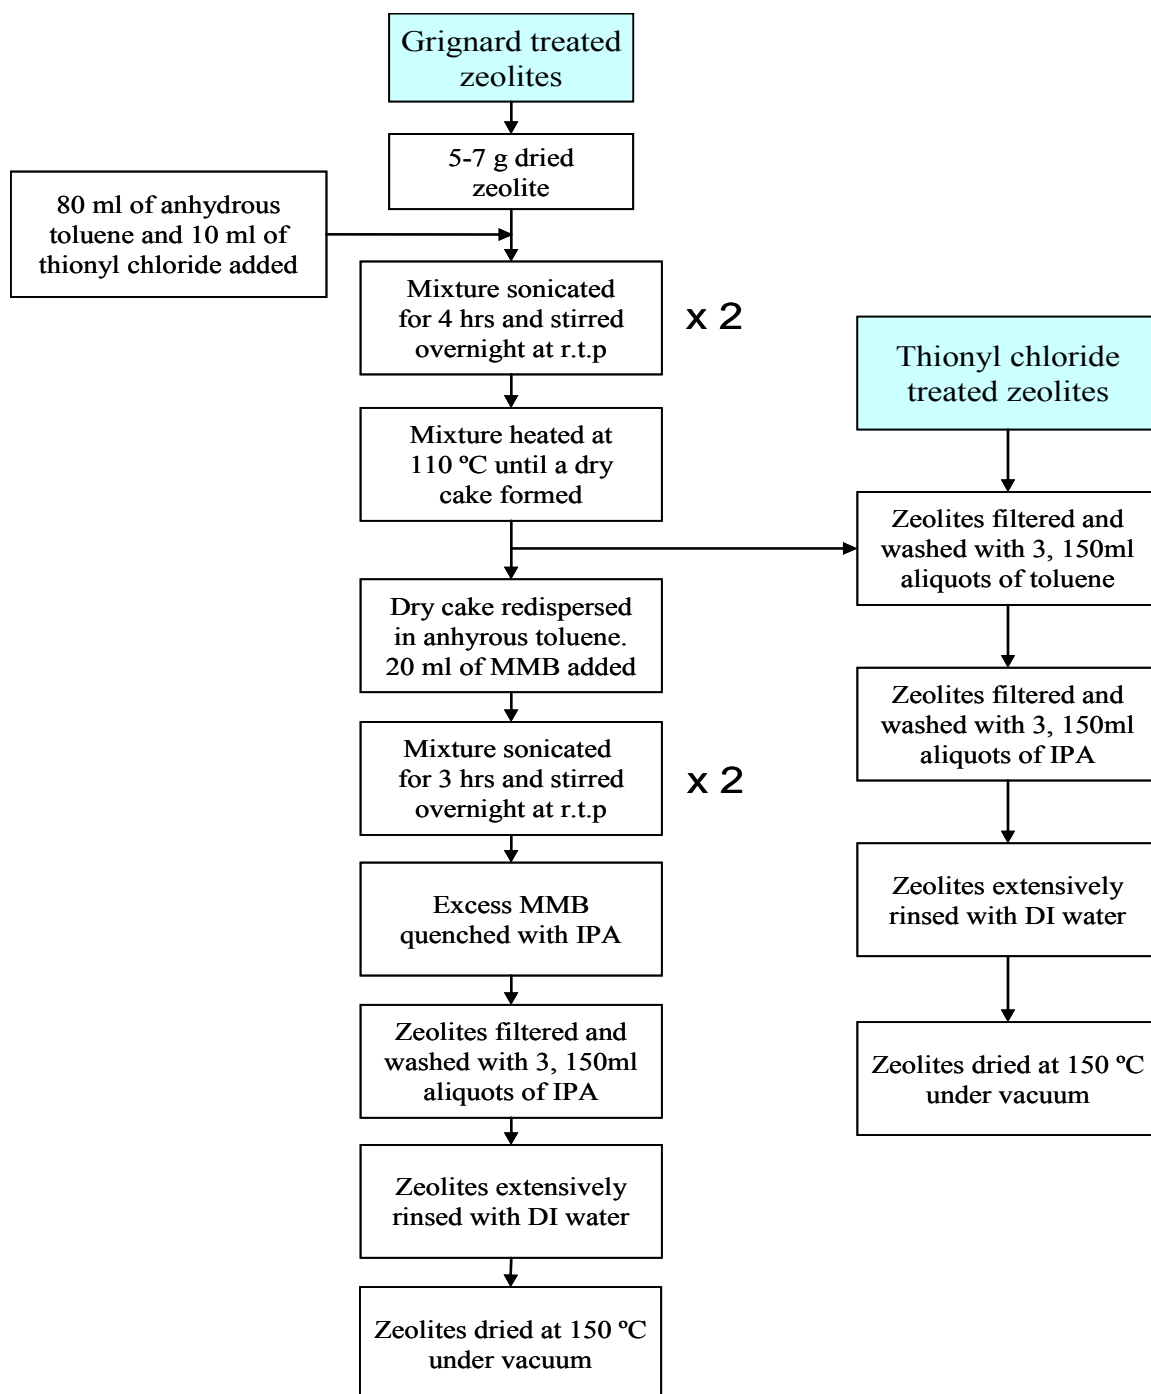 Grignard treated
zeolites
5-7 g dried
zeolite
80 ml of anhydrous
toluene and 10 ml of
thionyl chloride added
Mixture sonicated
for 4 hrs and stirred
overnight at r.t.p
x 2
Mixture heated at
110 ºC until a dry
cake formed
Dry cake redispersed
in anhyrous toluene.
20 ml of MMB added
Mixture sonicated
for 3 hrs and stirred
overnight at r.t.p
x 2
Excess MMB
quenched with IPA
Zeolites filtered and
washed with 3, 150ml
aliquots of IPA
Zeolites extensively
rinsed with DI water
Zeolites dried at 150 ºC
under vacuum
Thionyl chloride
treated zeolites
Zeolites filtered and
washed with 3, 150ml
aliquots of toluene
Zeolites filtered and
washed with 3, 150ml
aliquots of IPA
Zeolites extensively
rinsed with DI water
Zeolites dried at 150 ºC
under vacuum